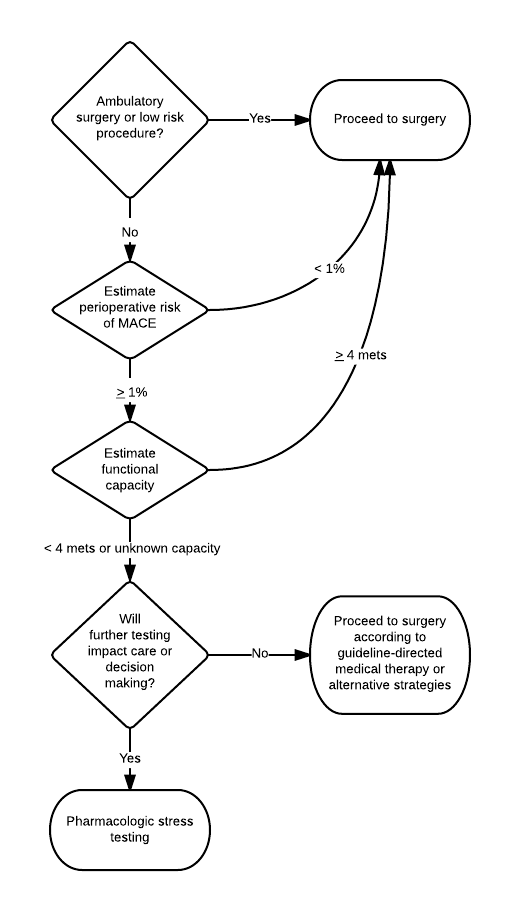 Ambulatory
surgery or low risk
procedure?
Yes
Proceed to surgery
No
Estimate
perioperative risk
of MACE
< 1%
≥ 1%
≥ 4 mets
Estimate
functional
capacity
< 4 mets or unknown capacity
Will
further testing
impact care or
decision
making?
No
Proceed to surgery
according to
guideline-directed
medical therapy or
alternative strategies
Yes
Pharmacologic stress
testing